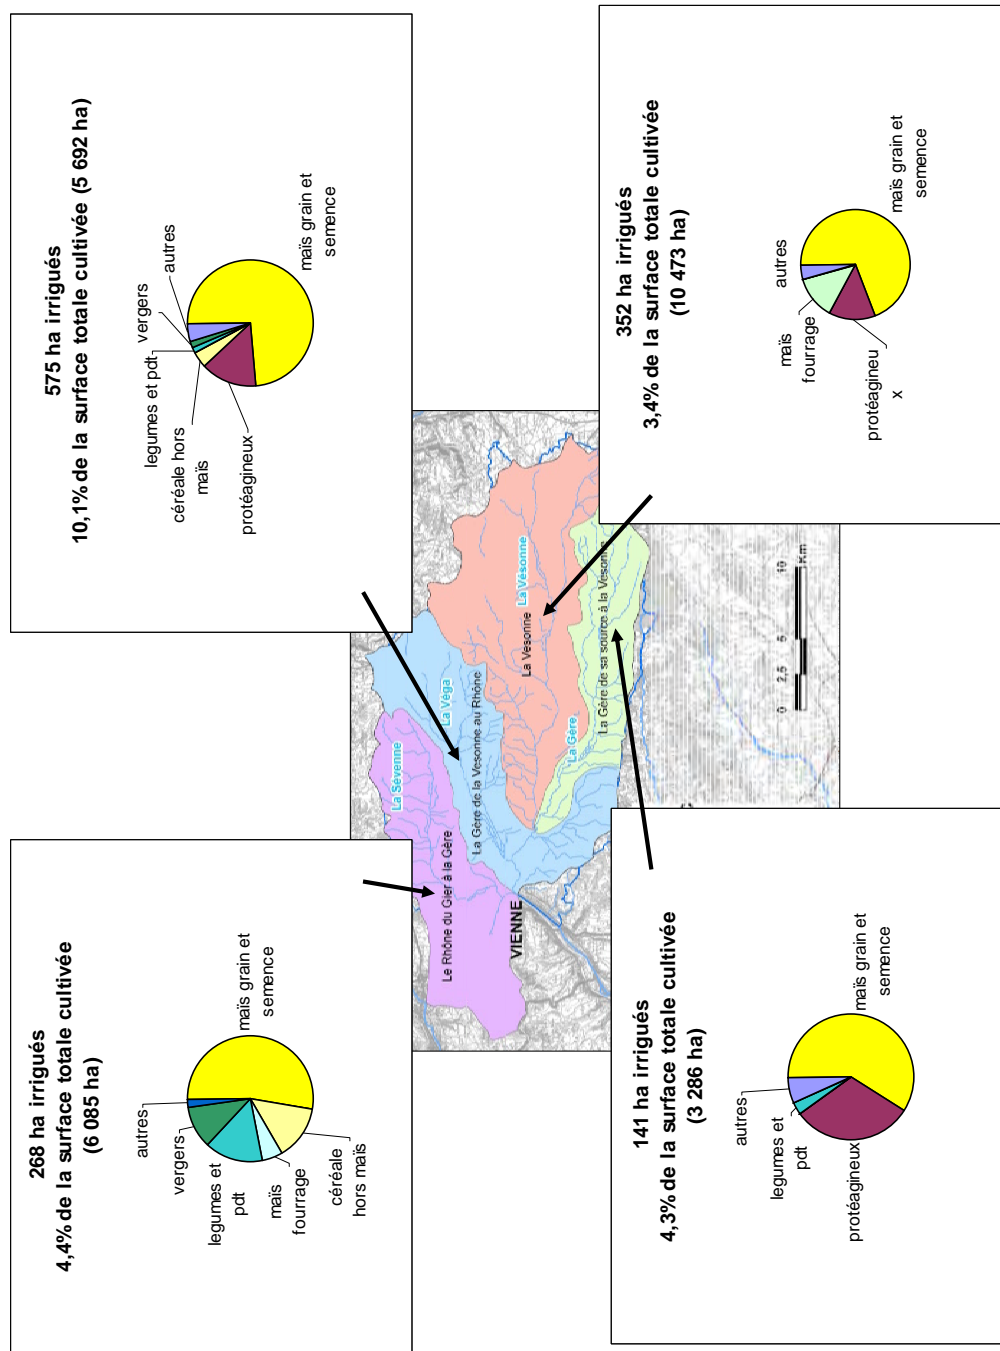 268 ha irrigués
4,4% de la surface totale cultivée
(6 085 ha)
autres
vergers
legumes et
pdt
maïs
fourrage
céréale
hors maïs
maïs grain et
semence
575 ha irrigués
10,1% de la surface totale cultivée (5 692 ha)
autres
vergers
legumes et pdt
céréale hors
maïs
protéagineux
maïs grain et
semence
La Sévenne
La Véga
Le Rhône du Gier à la Gère
La Gère de la Vesonne au Rhône
VIENNE
La Vesonne
La Vésonne
La Gère
La Gère de sa source à la Vesonne
0 2,5 5 10
Km
141 ha irrigués
4,3% de la surface totale cultivée
(3 286 ha)
autres
legumes et
pdt
protéagineux
maïs grain et
semence
352 ha irrigués
3,4% de la surface totale cultivée
(10 473 ha)
autres
maïs
fourrage
protéagineu
x
maïs grain et
semence